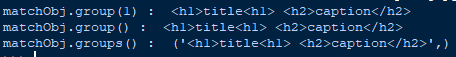 matchObj.group(1) :  <h1>title<h1> <h2>caption</h2>
matchObj.group() :  <h1>title<h1> <h2>caption</h2>
matchObj.groups() :  ('<h1>title<h1> <h2>caption</h2>',)